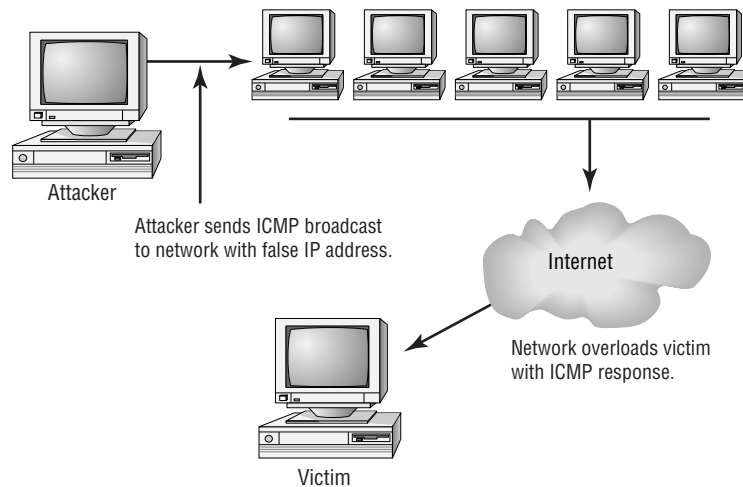 Attacker
Attacker sends ICMP broadcast
to network with false IP address.
Internet
Network overloads victim
with ICMP response.
Victim